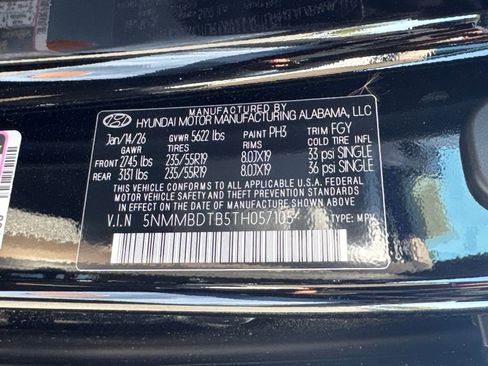 MANUFACTURED BY
HYUNDAI MOTOR MANUFACTURING ALABAMA, LLC
Jan/14/26 GVWR 5622 lbs PAINT PH3 TRIM FGY
GAWR TIRES RIMS COLD TIRE INFL
FRONT 2745 lbs 235/55R19 8.0JX19 33 psi SINGLE
REAR 3131 lbs 235/55R19 8.0JX19 36 psi SINGLE
THIS VEHICLE CONFORMS TO ALL APPLICABLE U.S.A. FEDERAL
MOTOR VEHICLE SAFETY, BUMPER, AND THEFT PREVENTION STANDARDS
IN EFFECT ON THE DATE OF MANUFACTURE SHOWN ABOVE.
V.I.N 5NMMBDTB5TH057105 TYPE: MPV